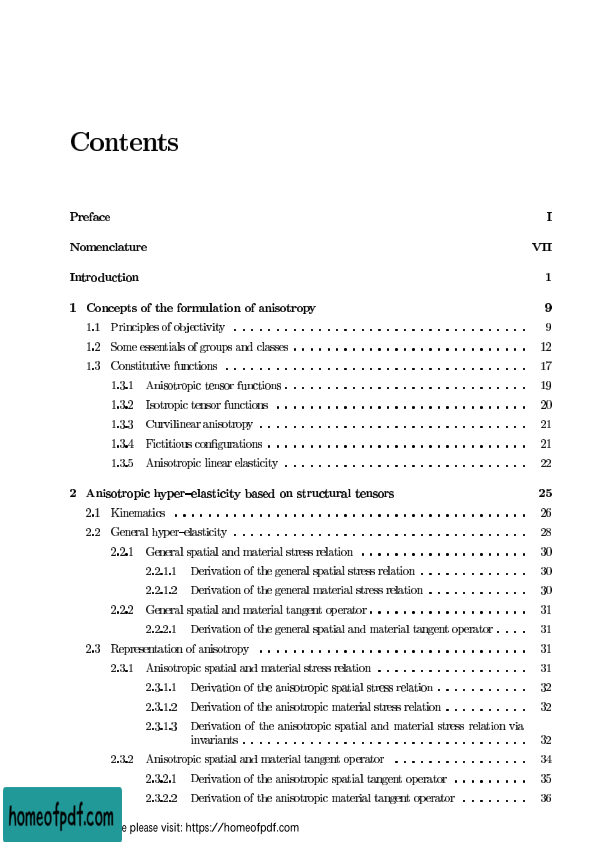 Contents
Preface I
Nomenclature VII
Introduction 1
1 Concepts of the formulation of anisotropy 9
1.1 Principles of objectivity . . . . . . . . . . . . . . . . . . . . . . . . . . . . . . . . . . 9
1.2 Some essentials of groups and classes . . . . . . . . . . . . . . . . . . . . . . . . . . . 12
1.3 Constitutive functions . . . . . . . . . . . . . . . . . . . . . . . . . . . . . . . . . . . 17
1.3.1 Anisotropic tensor functions . . . . . . . . . . . . . . . . . . . . . . . . . . . . 19
1.3.2 Isotropic tensor functions . . . . . . . . . . . . . . . . . . . . . . . . . . . . . 20
1.3.3 Curvilinear anisotropy . . . . . . . . . . . . . . . . . . . . . . . . . . . . . . . 21
1.3.4 Fictitious configurations . . . . . . . . . . . . . . . . . . . . . . . . . . . . . . 21
1.3.5 Anisotropic linear elasticity . . . . . . . . . . . . . . . . . . . . . . . . . . . . 22
2 Anisotropic hyper–elasticity based on structural tensors 25
2.1 Kinematics . . . . . . . . . . . . . . . . . . . . . . . . . . . . . . . . . . . . . . . . . 26
2.2 General hyper–elasticity . . . . . . . . . . . . . . . . . . . . . . . . . . . . . . . . . . 28
2.2.1 General spatial and material stress relation . . . . . . . . . . . . . . . . . . . 30
2.2.1.1 Derivation of the general spatial stress relation . . . . . . . . . . . . 30
2.2.1.2 Derivation of the general material stress relation . . . . . . . . . . . 30
2.2.2 General spatial and material tangent operator . . . . . . . . . . . . . . . . . . 31
2.2.2.1 Derivation of the general spatial and material tangent operator . . . . 31
2.3 Representation of anisotropy . . . . . . . . . . . . . . . . . . . . . . . . . . . . . . . 31
2.3.1 Anisotropic spatial and material stress relation . . . . . . . . . . . . . . . . . 31
2.3.1.1 Derivation of the anisotropic spatial stress relation . . . . . . . . . . 32
2.3.1.2 Derivation of the anisotropic material stress relation . . . . . . . . . 32
2.3.1.3 Derivation of the anisotropic spatial and material stress relation via
invariants . . . . . . . . . . . . . . . . . . . . . . . . . . . . . . . . . 32
2.3.2 Anisotropic spatial and material tangent operator . . . . . . . . . . . . . . . 34
2.3.2.1 Derivation of the anisotropic spatial tangent operator . . . . . . . . 35
2.3.2.2 Derivation of the anisotropic material tangent operator . . . . . . . 36
homeofpdf.com
please visit: https://homeofpdf.com